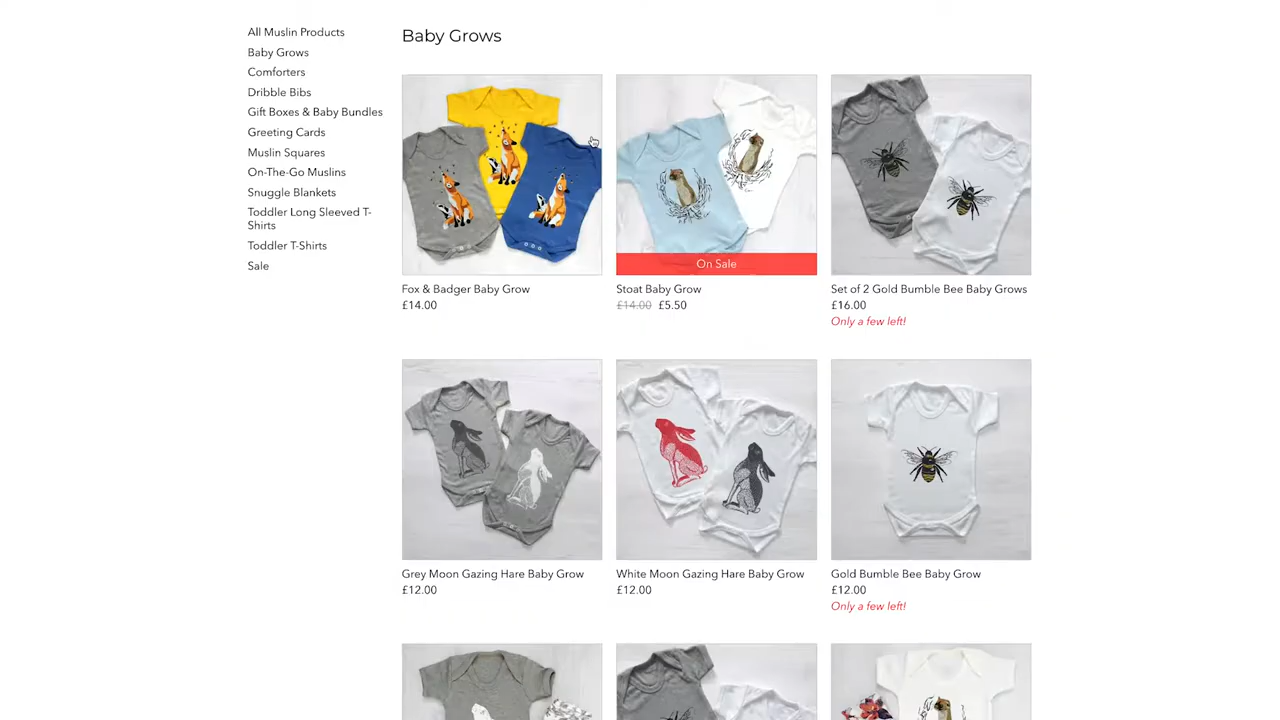 All Muslin Products
Baby Grows
Comforters
Dribble Bibs
Gift Boxes & Baby Bundles
Greeting Cards
Muslin Squares
On-The-Go Muslins
Snuggle Blankets
Toddler Long Sleeved T-
Shirts
Toddler T-Shirts
Sale
Baby Grows
On Sale
Fox & Badger Baby Grow
£14.00
Stoat Baby Grow
£14.00 £5.50
Set of 2 Gold Bumble Bee Baby Grows
£16.00
Only a few left!
Grey Moon Gazing Hare Baby Grow
£12.00
White Moon Gazing Hare Baby Grow
£12.00
Gold Bumble Bee Baby Grow
£12.00
Only a few left!